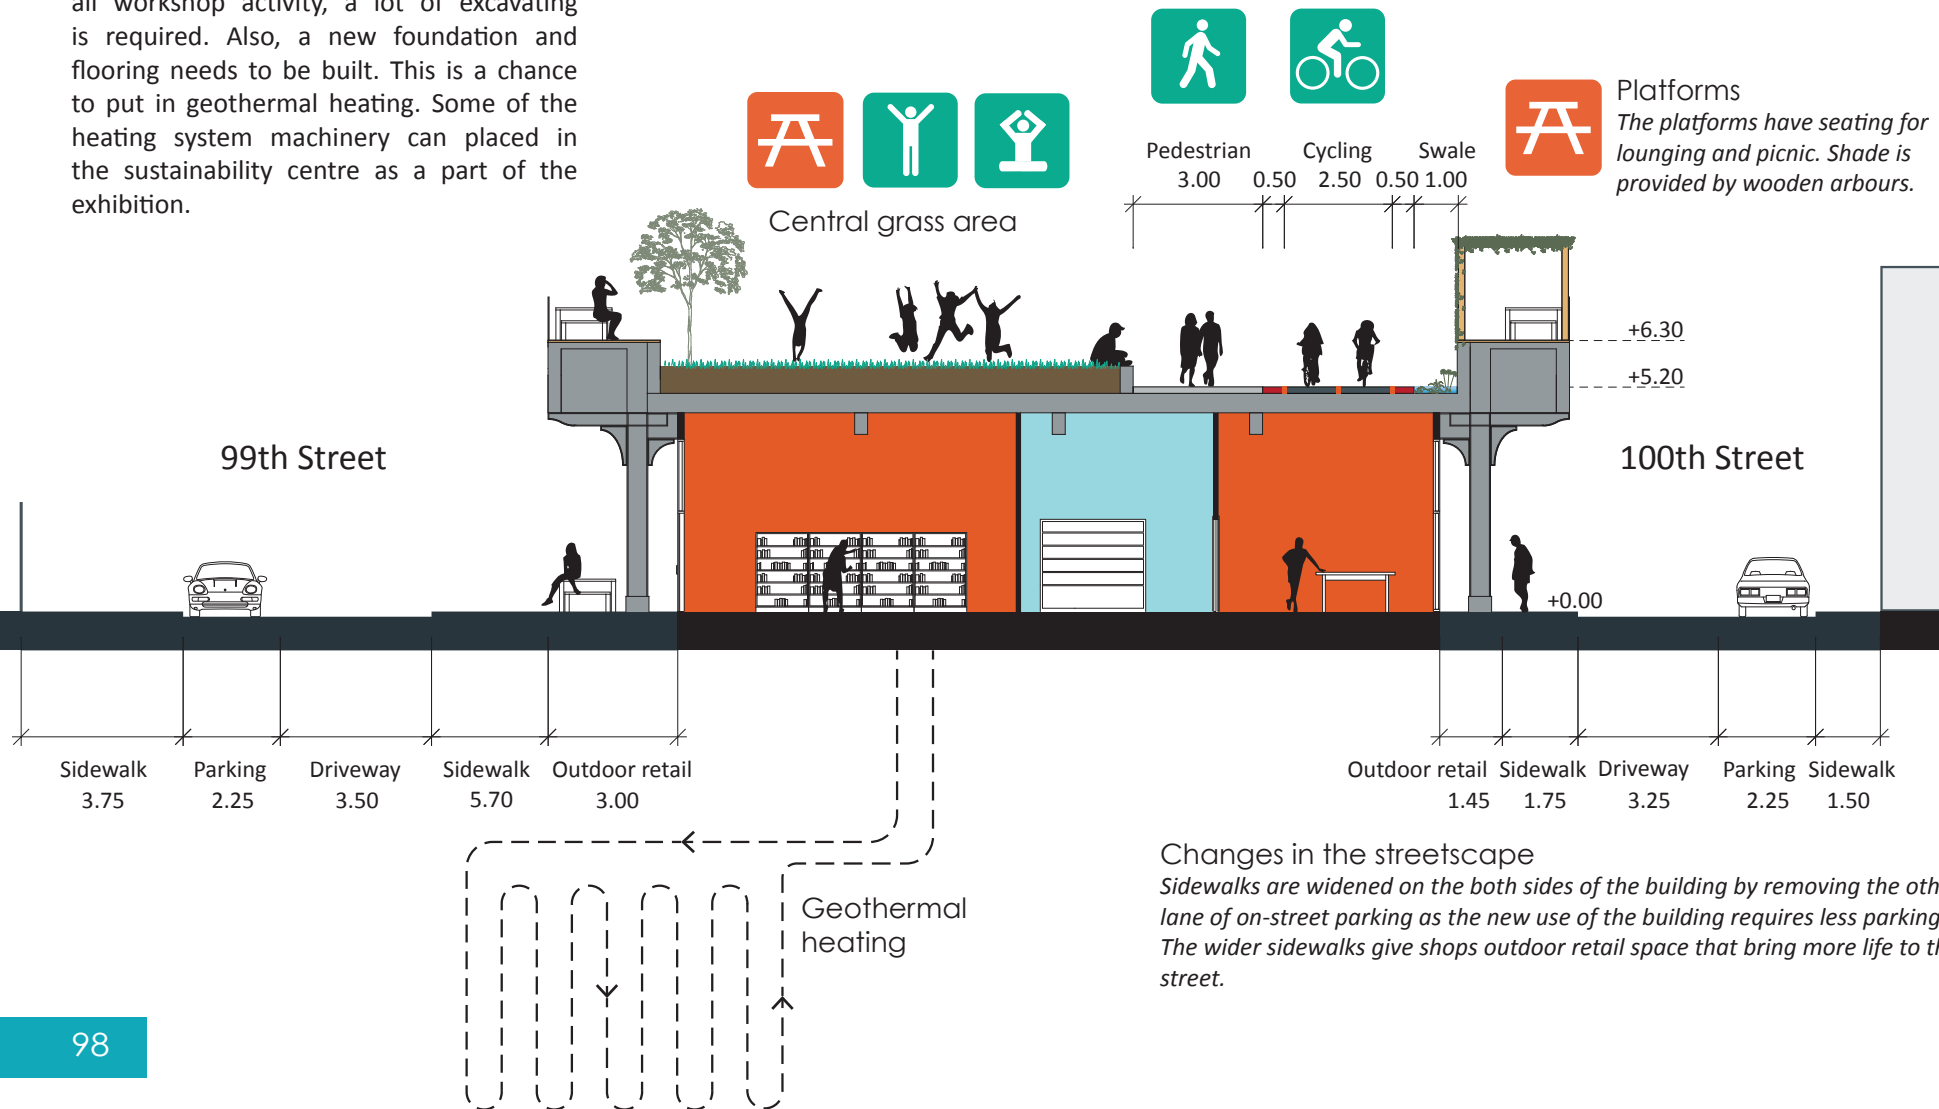 all workshop activity, a lot of excavating
is required. Also, a new foundation and
flooring needs to be built. This is a chance
to put in geothermal heating. Some of the
heating system machinery can placed in
the sustainability centre as a part of the
exhibition.
Central grass area
Pedestrian Cycling Swale
3.00 0.50 2.50 0.50 1.00
Platforms
The platforms have seating for
lounging and picnic. Shade is
provided by wooden arbours.
+6.30
+5.20
99th Street
100th Street
+0.00
Sidewalk Parking Driveway Sidewalk Outdoor retail
3.75 2.25 3.50 5.70 3.00
Outdoor retail Sidewalk Driveway Parking Sidewalk
1.45 1.75 3.25 2.25 1.50
Geothermal
heating
Changes in the streetscape
Sidewalks are widened on the both sides of the building by removing the oth
lane of on-street parking as the new use of the building requires less parking
The wider sidewalks give shops outdoor retail space that bring more life to th
street.
98